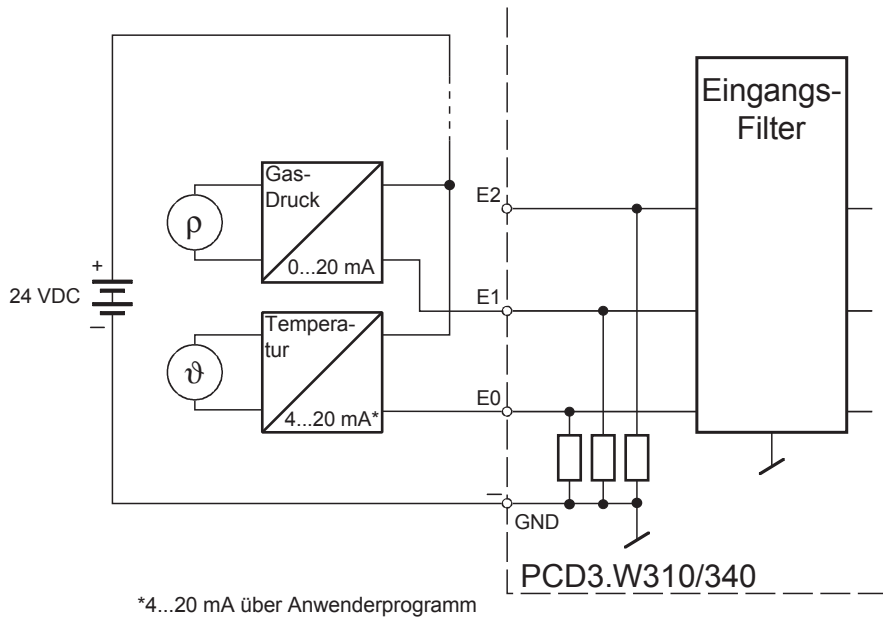 Eingangs-
Filter
Gas-
Druck
E2
ρ
0...20 mA
+
24 VDC
–
E1
Tempera-
tur
ϑ
E0
4...20 mA*
–
GND
PCD3.W310/340
*4...20 mA über Anwenderprogramm